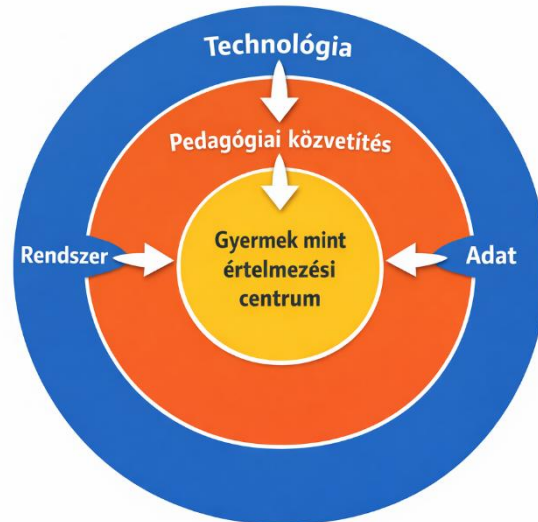 Technológia
Pedagógiai közvetítés
Rendszer
Gyermek mint
értelmezési
centrum
Adat